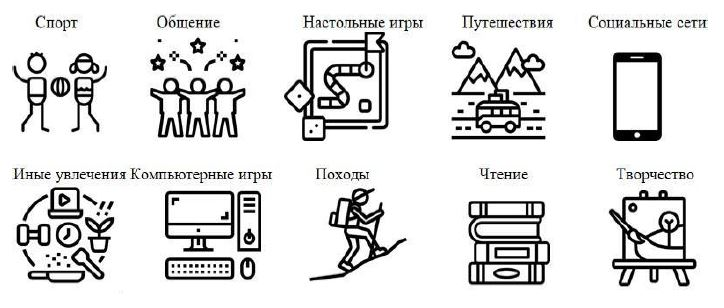 Спорт
Общение
Настольные игры
Путешествия
Социальные сети
Иные увлечения
Компьютерные игры
Походы
Чтение
Творчество